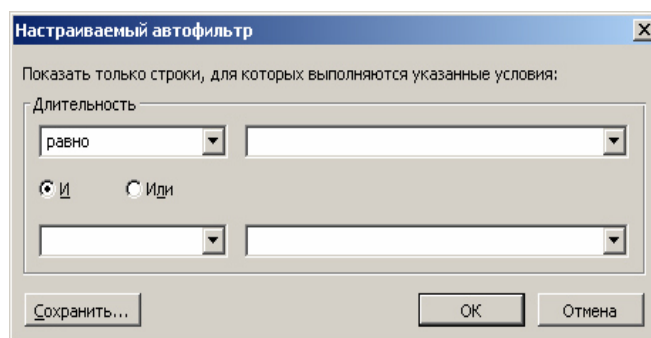 Настраиваемый автофильтр
Показать только строки, для которых выполняются указанные условия:
Длительность
равно
И Или
Сохранить... ОК Отмена